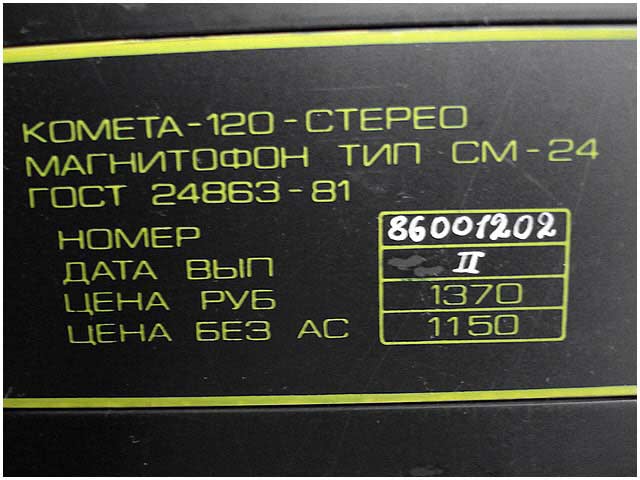 КОМЕТА-120-СТЕРЕО
МАГНИТОФОН ТИП СМ-24
ГОСТ 24863-81
НОМЕР 86001202
ДАТА ВЫП II
ЦЕНА РУБ 1370
ЦЕНА БЕЗ АС 1150